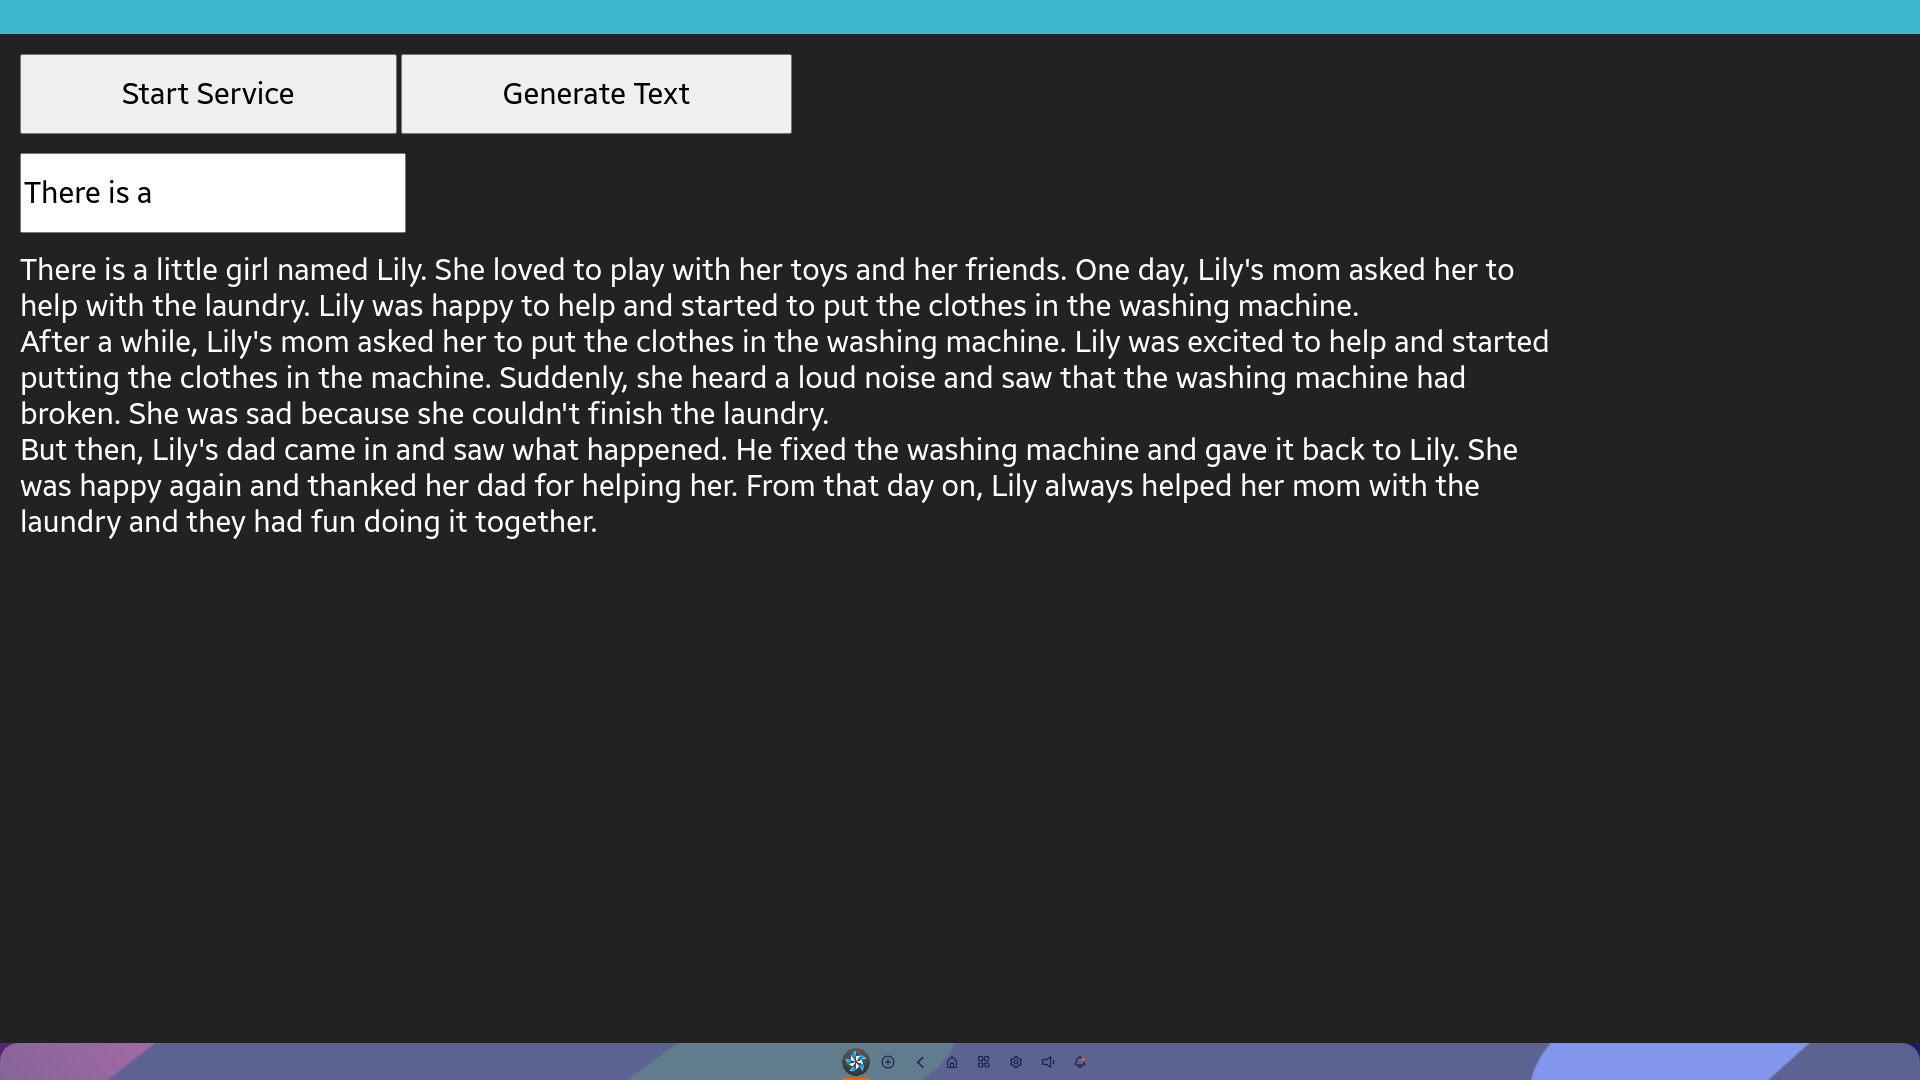 Start Service
Generate Text
There is a
There is a little girl named Lily. She loved to play with her toys and her friends. One day, Lily's mom asked her to
help with the laundry. Lily was happy to help and started to put the clothes in the washing machine.
After a while, Lily's mom asked her to put the clothes in the washing machine. Lily was excited to help and started
putting the clothes in the machine. Suddenly, she heard a loud noise and saw that the washing machine had
broken. She was sad because she couldn't finish the laundry.
But then, Lily's dad came in and saw what happened. He fixed the washing machine and gave it back to Lily. She
was happy again and thanked her dad for helping her. From that day on, Lily always helped her mom with the
laundry and they had fun doing it together.